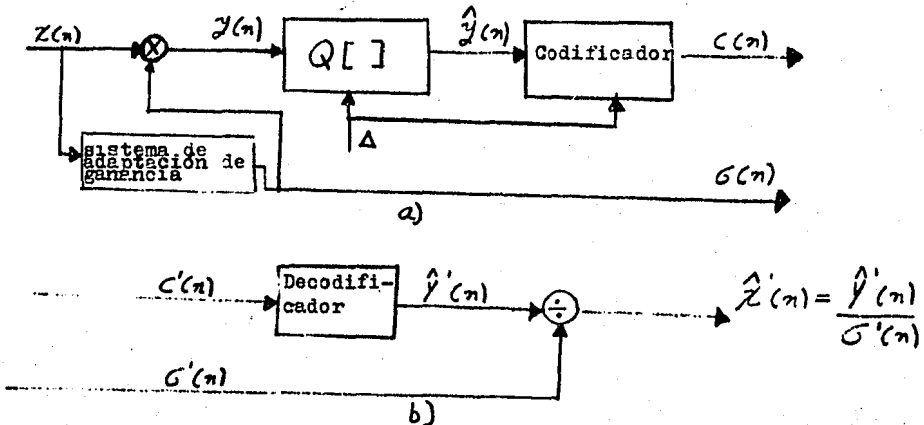 x(n)
y(n)
Q[ ]
ŷ(n)
Codificador
c(n)
Δ
sistema de
adaptación de
ganancia
σ(n)
a)
c'(n)
Decodifi-
cador
ŷ'(n)
÷
x̂'(n) = ŷ'(n) / σ'(n)
σ'(n)
b)